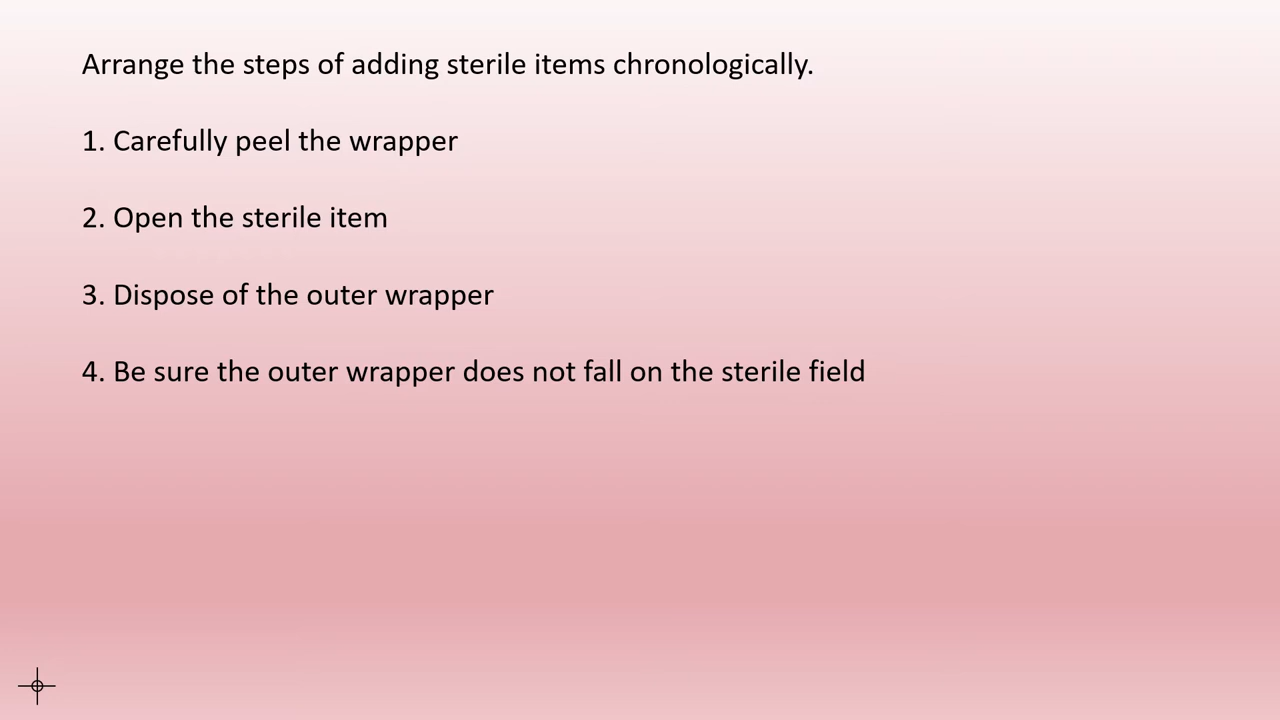 Arrange the steps of adding sterile items chronologically.
1. Carefully peel the wrapper
2. Open the sterile item
3. Dispose of the outer wrapper
4. Be sure the outer wrapper does not fall on the sterile field